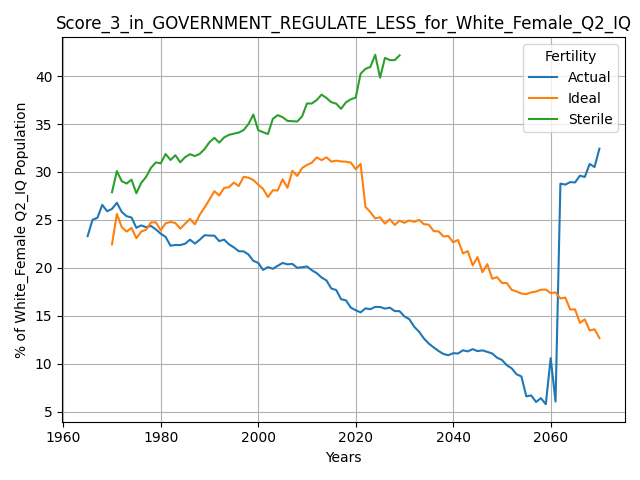 Score_3_in_GOVERNMENT_REGULATE_LESS_for_White_Female_Q2_IQ
Fertility
Actual
Ideal
Sterile
% of White_Female Q2_IQ Population
40
35
30
25
20
15
10
5
1960
1980
2000
2020
2040
2060
Years